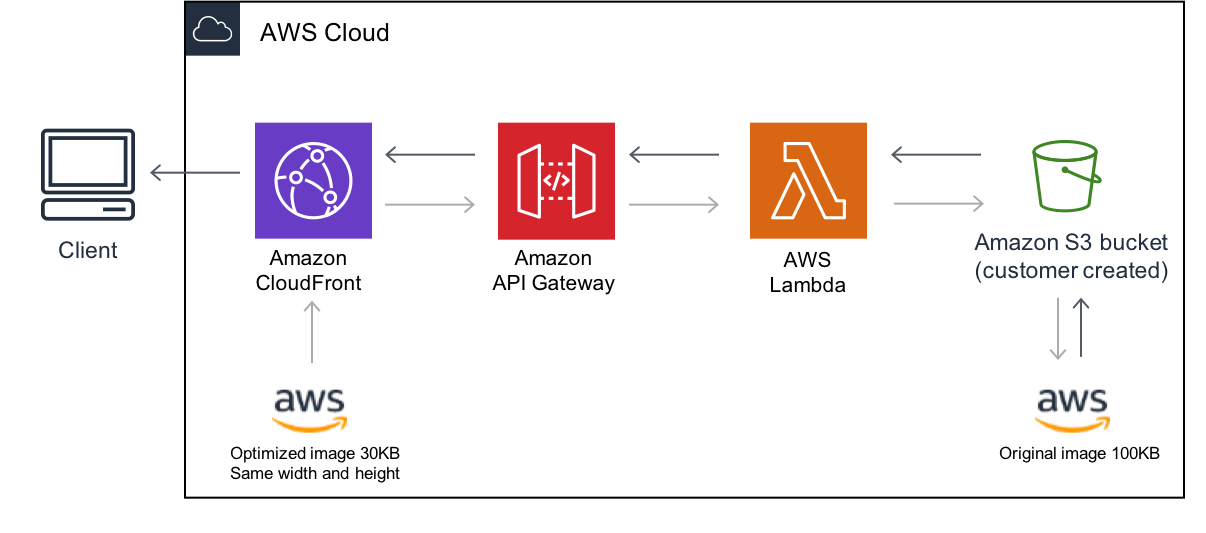 AWS Cloud
Client
Amazon
CloudFront
Amazon
API Gateway
</>
AWS
Lambda
Amazon S3 bucket
(customer created)
aws
Optimized image 30KB
Same width and height
aws
Original image 100KB